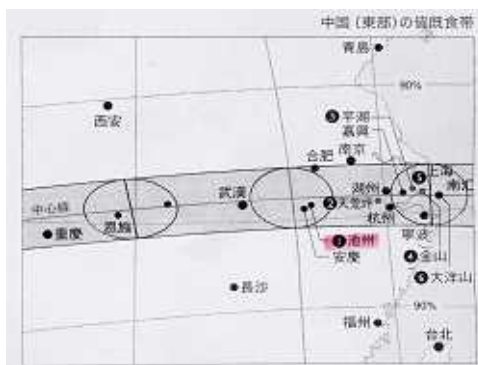 中国(東部)の皆既食帯
青島
90%
西安
❸平湖
嘉興
南京
合肥
❺上海
南汇
湖州
武漢
❷天荒坪
杭州
中心線
重慶
恩施
寧波
❶池州
安慶
❹金山
❻大洋山
長沙
90%
福州
台北